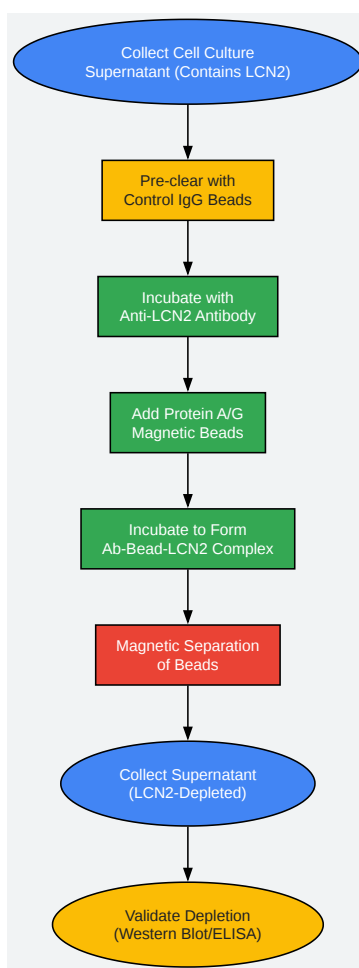 Collect Cell Culture
Supernatant (Contains LCN2)
Pre-clear with
Control IgG Beads
Incubate with
Anti-LCN2 Antibody
Add Protein A/G
Magnetic Beads
Incubate to Form
Ab-Bead-LCN2 Complex
Magnetic Separation
of Beads
Collect Supernatant
(LCN2-Depleted)
Validate Depletion
(Western Blot/ELISA)